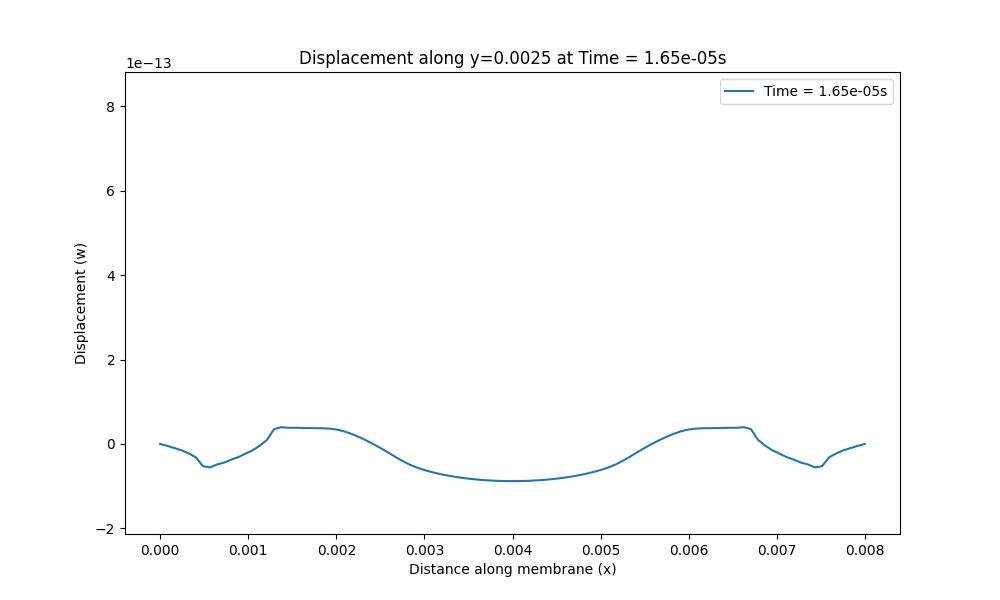 Displacement along y=0.0025 at Time = 1.65e-05s
1e−13
Time = 1.65e-05s
8
6
4
2
0
−2
Displacement (w)
0.000 0.001 0.002 0.003 0.004 0.005 0.006 0.007 0.008
Distance along membrane (x)